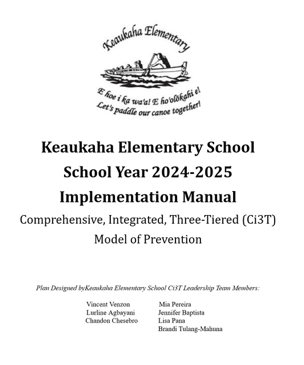 Keaukaha Elementary
E hoe i ka wa'a! E ho'olōkahi e!
Let's paddle our canoe together!
Keaukaha Elementary School
School Year 2024-2025
Implementation Manual
Comprehensive, Integrated, Three-Tiered (Ci3T)
Model of Prevention
Plan Designed byKeaukaha Elementary School Ci3T Leadership Team Members:
Vincent Venzon
Lurline Agbayani
Chandon Chesebro
Mia Pereira
Jennifer Baptista
Lisa Pana
Brandi Tulang-Mahuna